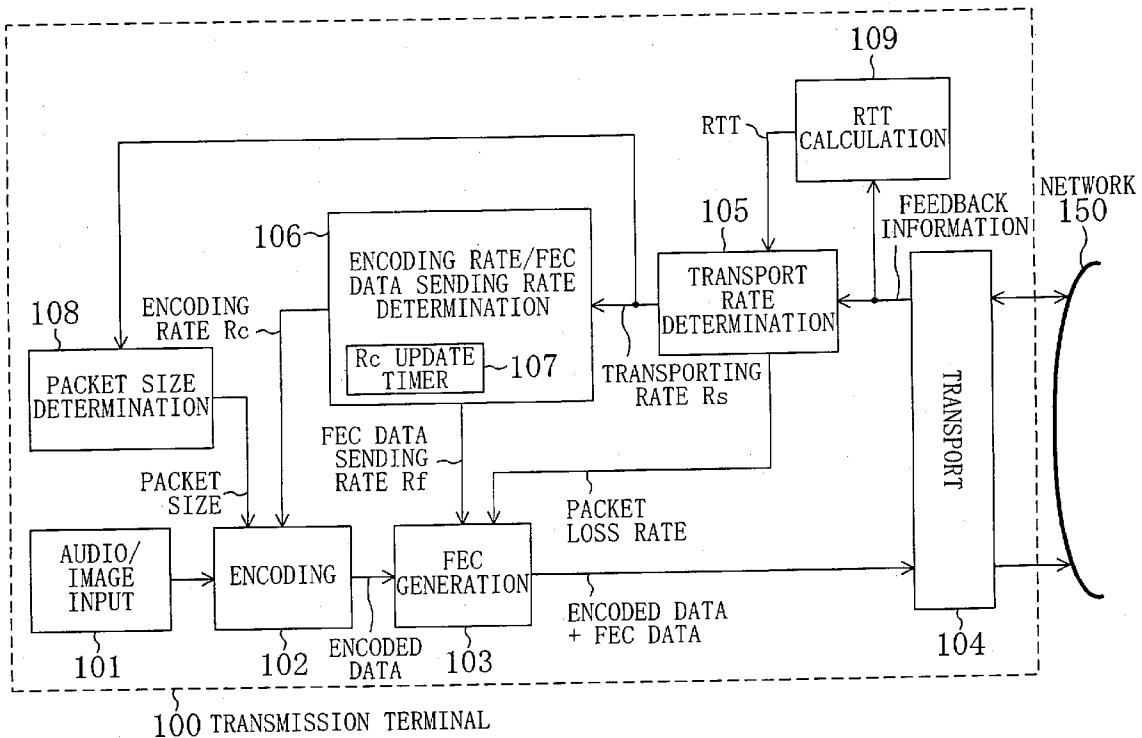 109
RTT
CALCULATION
RTT
NETWORK
150
FEEDBACK
INFORMATION
105
TRANSPORT
RATE
DETERMINATION
106
ENCODING RATE/FEC
DATA SENDING RATE
DETERMINATION
Rc UPDATE
TIMER
107
ENCODING
RATE Rc
108
PACKET SIZE
DETERMINATION
TRANSPORTING
RATE Rs
TRANSPORT
FEC DATA
SENDING
RATE Rf
PACKET
SIZE
PACKET
LOSS RATE
AUDIO/
IMAGE
INPUT
ENCODING
FEC
GENERATION
ENCODED DATA
+ FEC DATA
ENCODED
DATA
101
102
103
104
100 TRANSMISSION TERMINAL